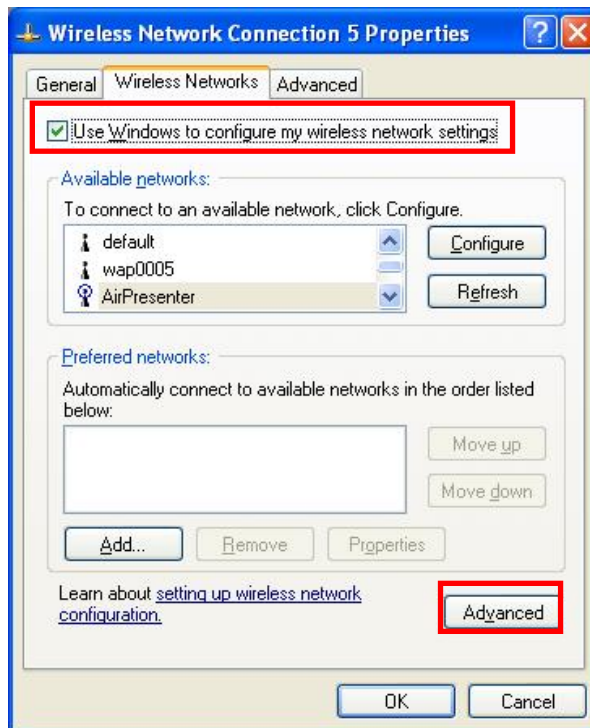 Wireless Network Connection 5 Properties
General Wireless Networks Advanced
Use Windows to configure my wireless network settings
Available networks:
To connect to an available network, click Configure.
default
Configure
wap0005
AirPresenter
Refresh
Preferred networks:
Automatically connect to available networks in the order listed
below:
Move up
Move down
Add... Remove Properties
Learn about setting up wireless network
configuration.
Advanced
OK Cancel